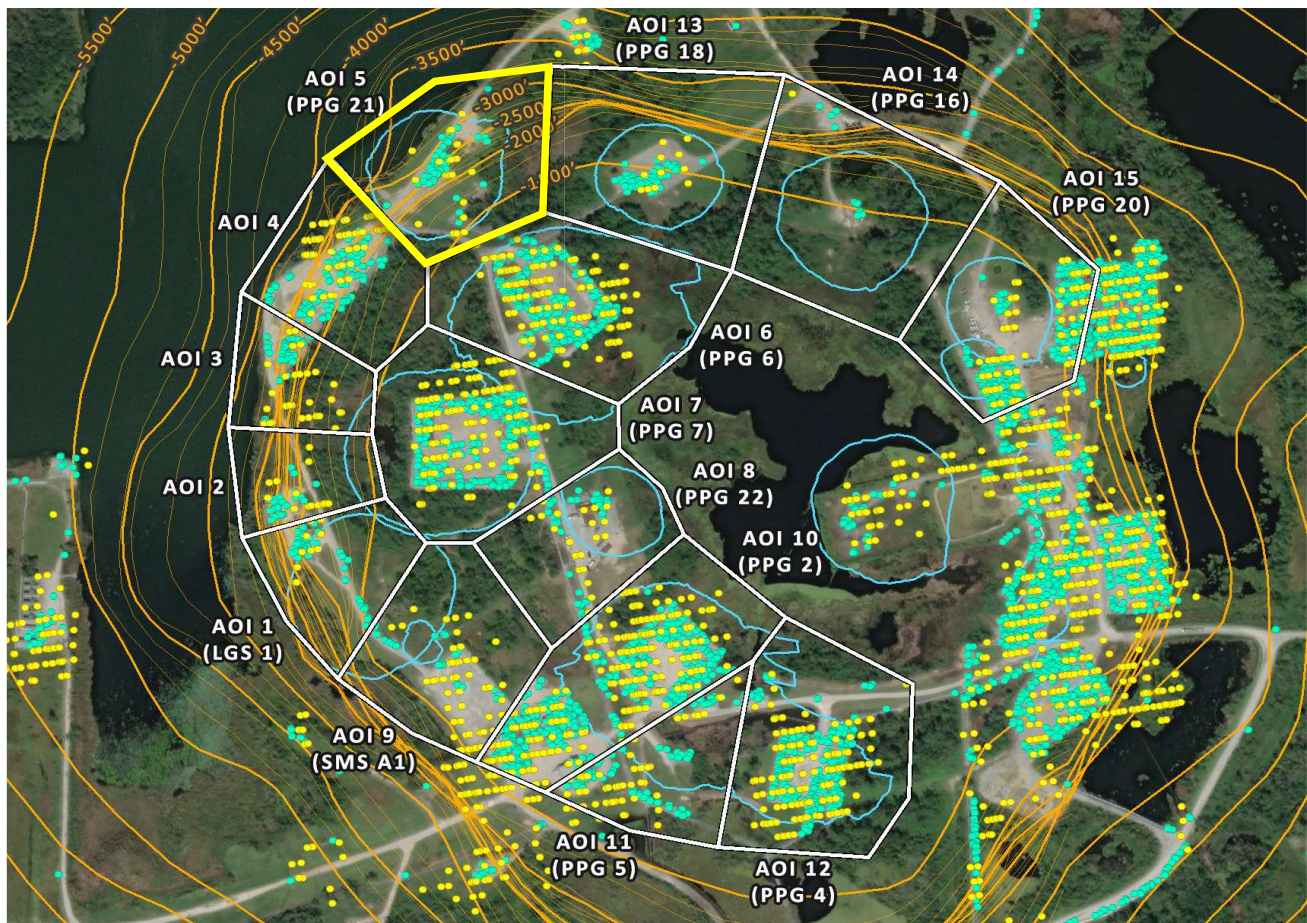 -5500'
-5000'
-4500'
-4000'
-3500'
-3000'
-2500'
-2000'
AOI 13
(PPG 18)
AOI 14
(PPG 16)
AOI 5
(PPG 21)
AOI 15
(PPG 20)
AOI 4
AOI 3
AOI 6
(PPG 6)
AOI 7
(PPG 7)
AOI 8
(PPG 22)
AOI 2
AOI 10
(PPG 2)
AOI 1
(LGS 1)
AOI 9
(SMS A1)
AOI 11
(PPG 5)
AOI 12
(PPG 4)